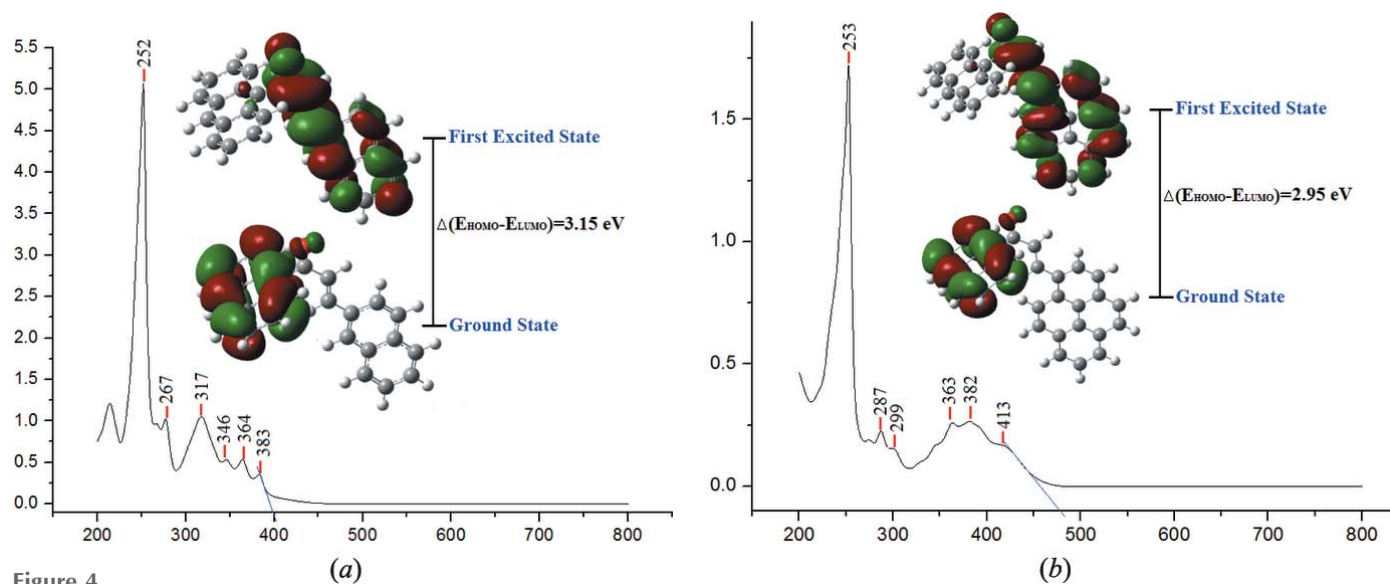 5.5
5.0
4.5
4.0
3.5
3.0
2.5
2.0
1.5
1.0
0.5
0.0
252
267
317
346
364
383
First Excited State
Δ(EHOMO-ELUMO)=3.15 eV
Ground State
200 300 400 500 600 700 800
(a)
1.5
1.0
0.5
0.0
253
287
299
363
382
413
First Excited State
Δ(EHOMO-ELUMO)=2.95 eV
Ground State
200 300 400 500 600 700 800
(b)
Figure 4